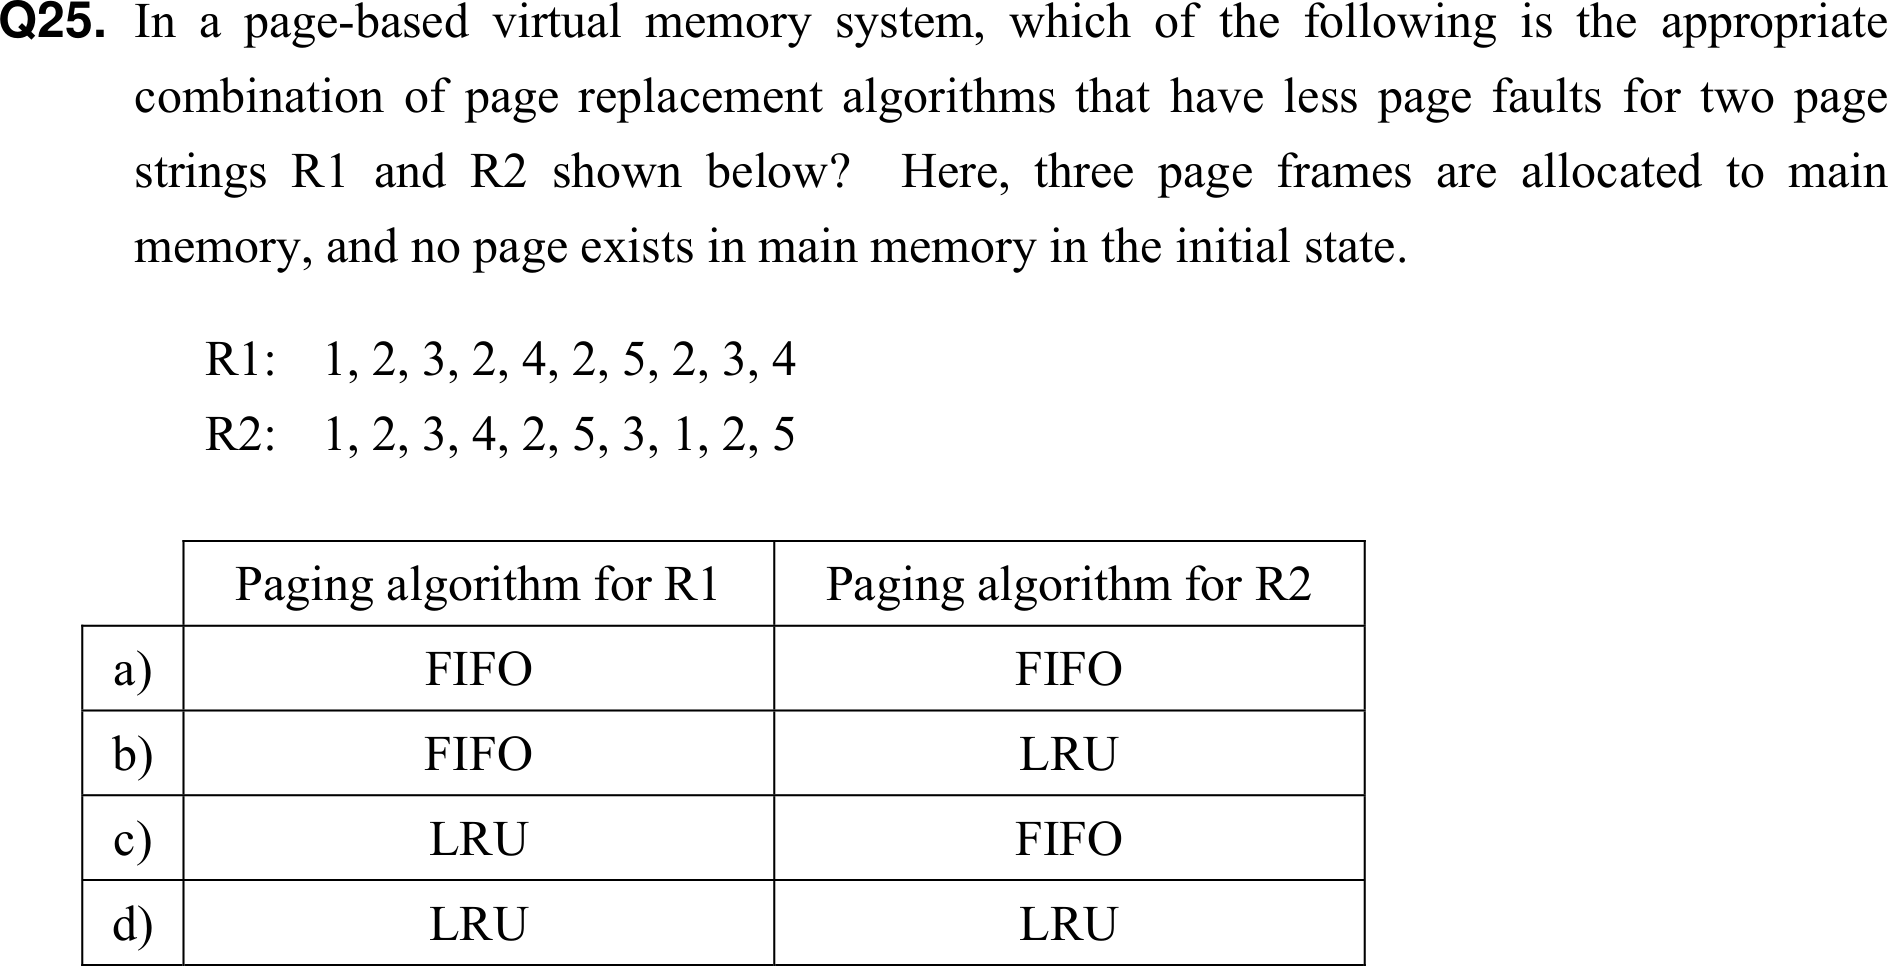 Q25. In a page-based virtual memory system, which of the following is the appropriate
combination of page replacement algorithms that have less page faults for two page
strings R1 and R2 shown below? Here, three page frames are allocated to main
memory, and no page exists in main memory in the initial state.
R1: 1, 2, 3, 2, 4, 2, 5, 2, 3, 4
R2: 1, 2, 3, 4, 2, 5, 3, 1, 2, 5
Paging algorithm for R1 Paging algorithm for R2
a) FIFO FIFO
b) FIFO LRU
c) LRU FIFO
d) LRU LRU